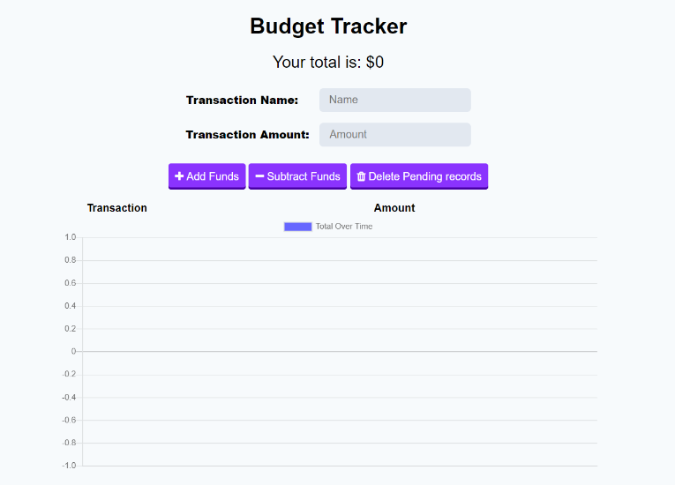 Budget Tracker
Your total is: $0
Transaction Name: Name
Transaction Amount: Amount
Add Funds Subtract Funds Delete Pending records
Transaction Amount
Total Over Time
1.0
0.8
0.6
0.4
0.2
0
-0.2
-0.4
-0.6
-0.8
-1.0